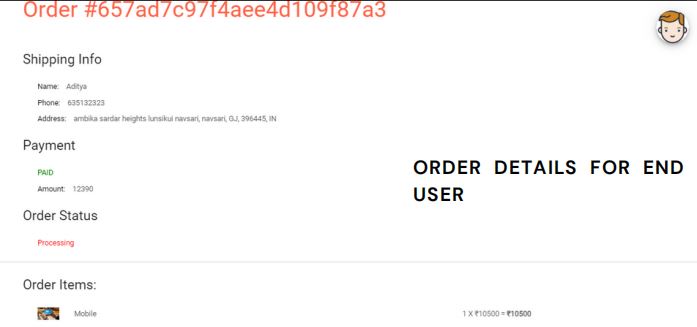 Order #657ad7c97f4aee4d109f87a3
Shipping Info
Name: Aditya
Phone: 635132323
Address: ambika sardar heights lunsikui navsari, navsari, GJ, 396445, IN
Payment
PAID
Amount: 12390
ORDER DETAILS FOR END
USER
Order Status
Processing
Order Items:
Mobile 1 X ₹10500 = ₹10500